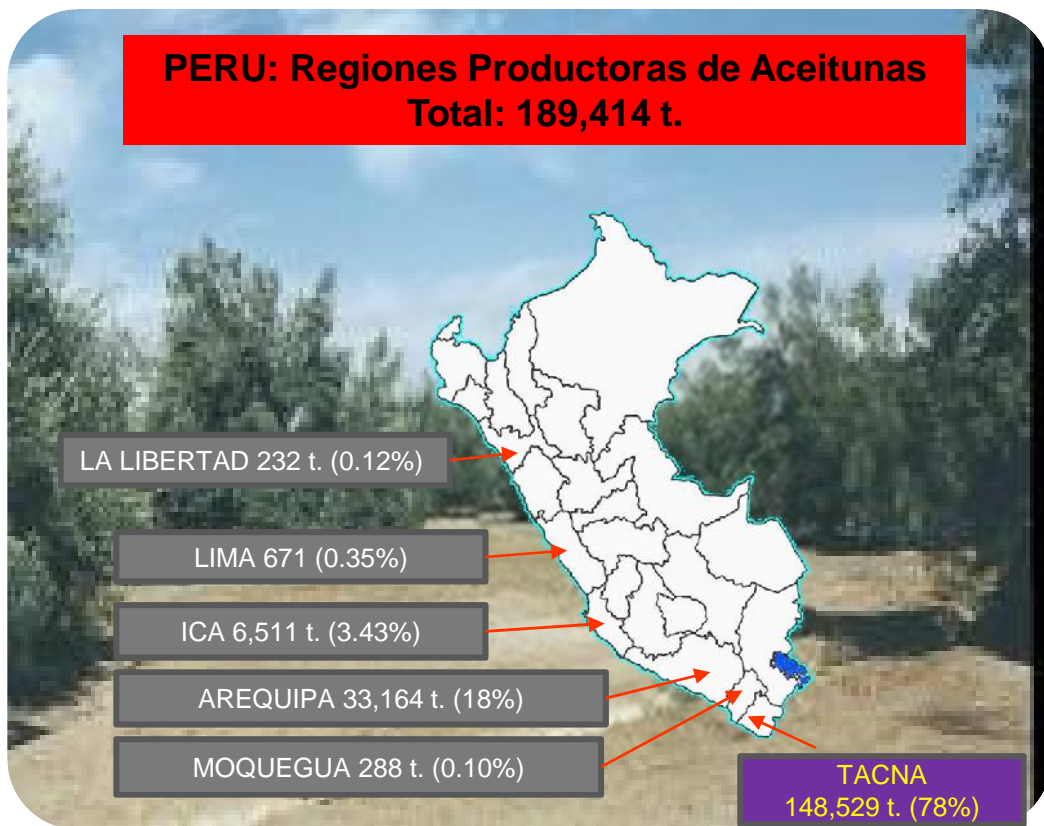 PERU: Regiones Productoras de Aceitunas
Total: 189,414 t.
LA LIBERTAD 232 t. (0.12%)
LIMA 671 (0.35%)
ICA 6,511 t. (3.43%)
AREQUIPA 33,164 t. (18%)
MOQUEGUA 288 t. (0.10%)
TACNA
148,529 t. (78%)